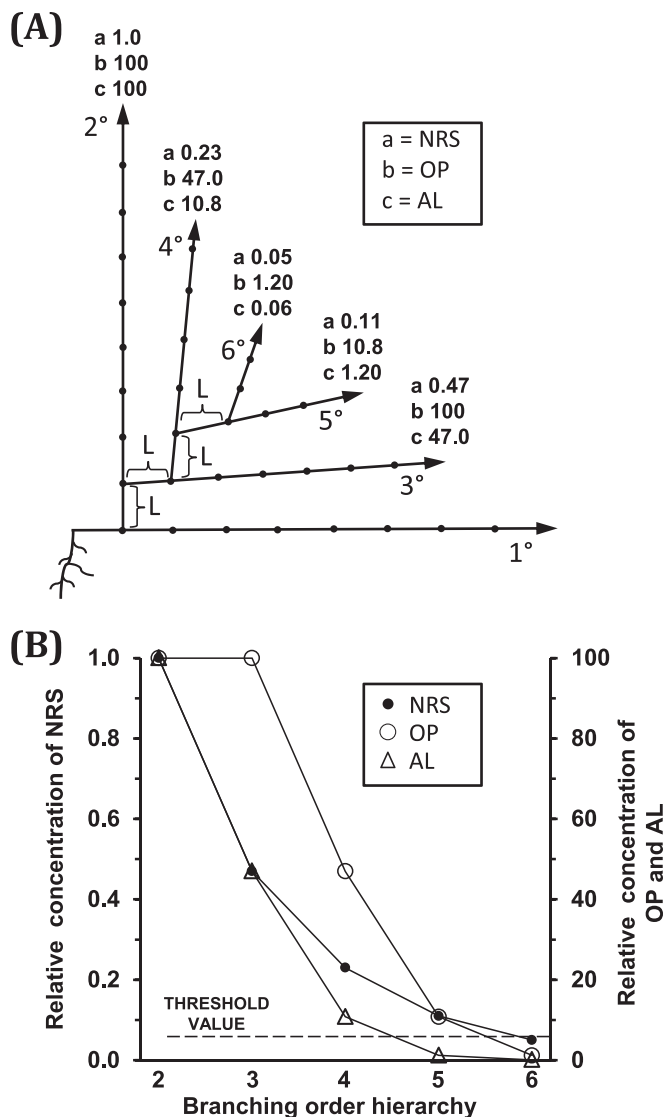 (A)
a 1.0
b 100
c 100
2°
a 0.23
b 47.0
c 10.8
4°
a = NRS
b = OP
c = AL
a 0.05
b 1.20
c 0.06
6°
a 0.11
b 10.8
c 1.20
5°
a 0.47
b 100
c 47.0
3°
L
L
L
L
1°
(B)
Relative concentration of NRS
1.0
0.8
0.6
0.4
0.2
0.0
NRS
OP
AL
THRESHOLD
VALUE
100
80
60
40
20
0
Relative concentration of
OP and AL
2 3 4 5 6
Branching order hierarchy